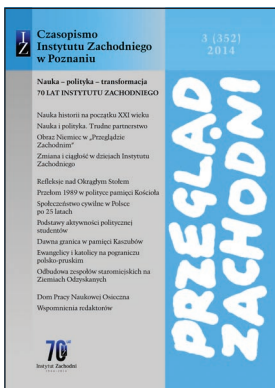 IZ
Czasopismo
Instytutu Zachodniego
w Poznaniu
3 (352)
2014
Nauka – polityka – transformacja
70 LAT INSTYTUTU ZACHODNIEGO
Nauka historii na początku XXI wieku
Nauka i polityka. Trudne partnerstwo
Obraz Niemiec w „Przeglądzie
Zachodnim”
Zmiana i ciągłość w dziejach Instytutu
Zachodniego
Refleksje nad Okrągłym Stołem
Przełom 1989 w polityce pamięci Kościoła
Społeczeństwo cywilne w Polsce
po 25 latach
Podstawy aktywności politycznej
studentów
Dawna granica w pamięci Kaszubów
Ewangelicy i katolicy na pograniczu
polsko-pruskim
Odbudowa zespołów staromiejskich na
Ziemiach Odzyskanych
Dom Pracy Naukowej Osieczna
Wspomnienia redaktorów
PRZEGLĄD
ZACHODNI
70
Instytut Zachodni